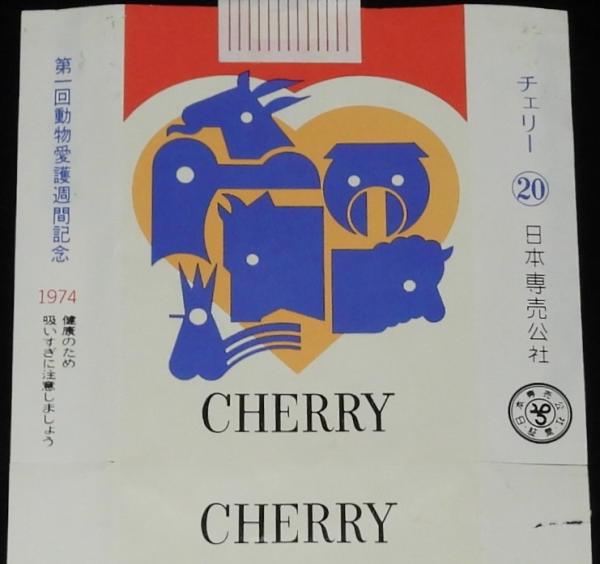 第一回動物愛護週間記念
1974
健康のため
吸いすぎに注意しましょう
CHERRY
CHERRY
チェリー
20
日本専売公社